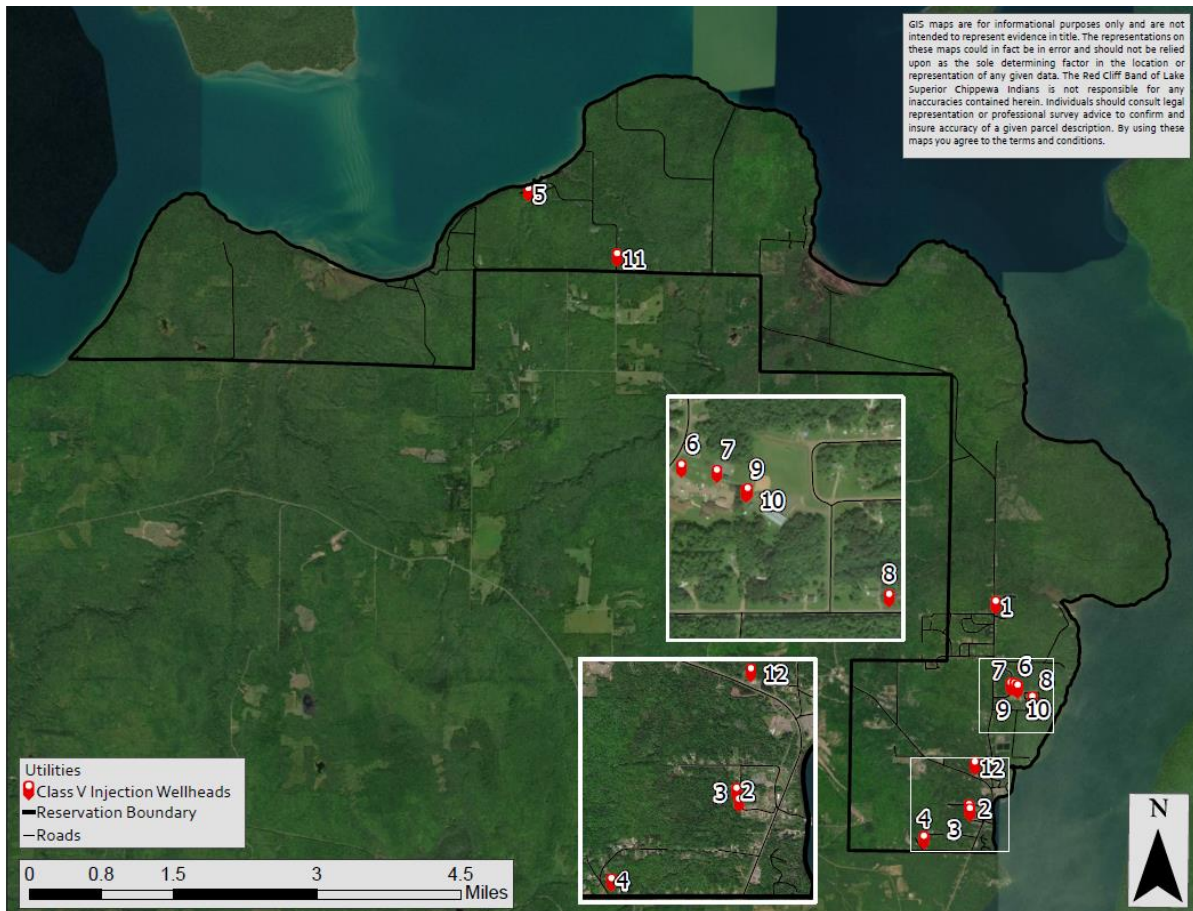 GIS maps are for informational purposes only and are not
intended to represent evidence in title. The representations on
these maps could in fact be in error and should not be relied
upon as the sole determining factor in the location or
representation of any given data. The Red Cliff Band of Lake
Superior Chippewa Indians is not responsible for any
inaccuracies contained herein. Individuals should consult legal
representation or professional survey advice to confirm and
insure accuracy of a given parcel description. By using these
maps you agree to the terms and conditions.
5
11
6
7
9
10
8
1
7 6 8
9 10
12
2
4 3
12
3 2
4
Utilities
Class V Injection Wellheads
Reservation Boundary
Roads
0 0.8 1.5 3 4.5
Miles
N